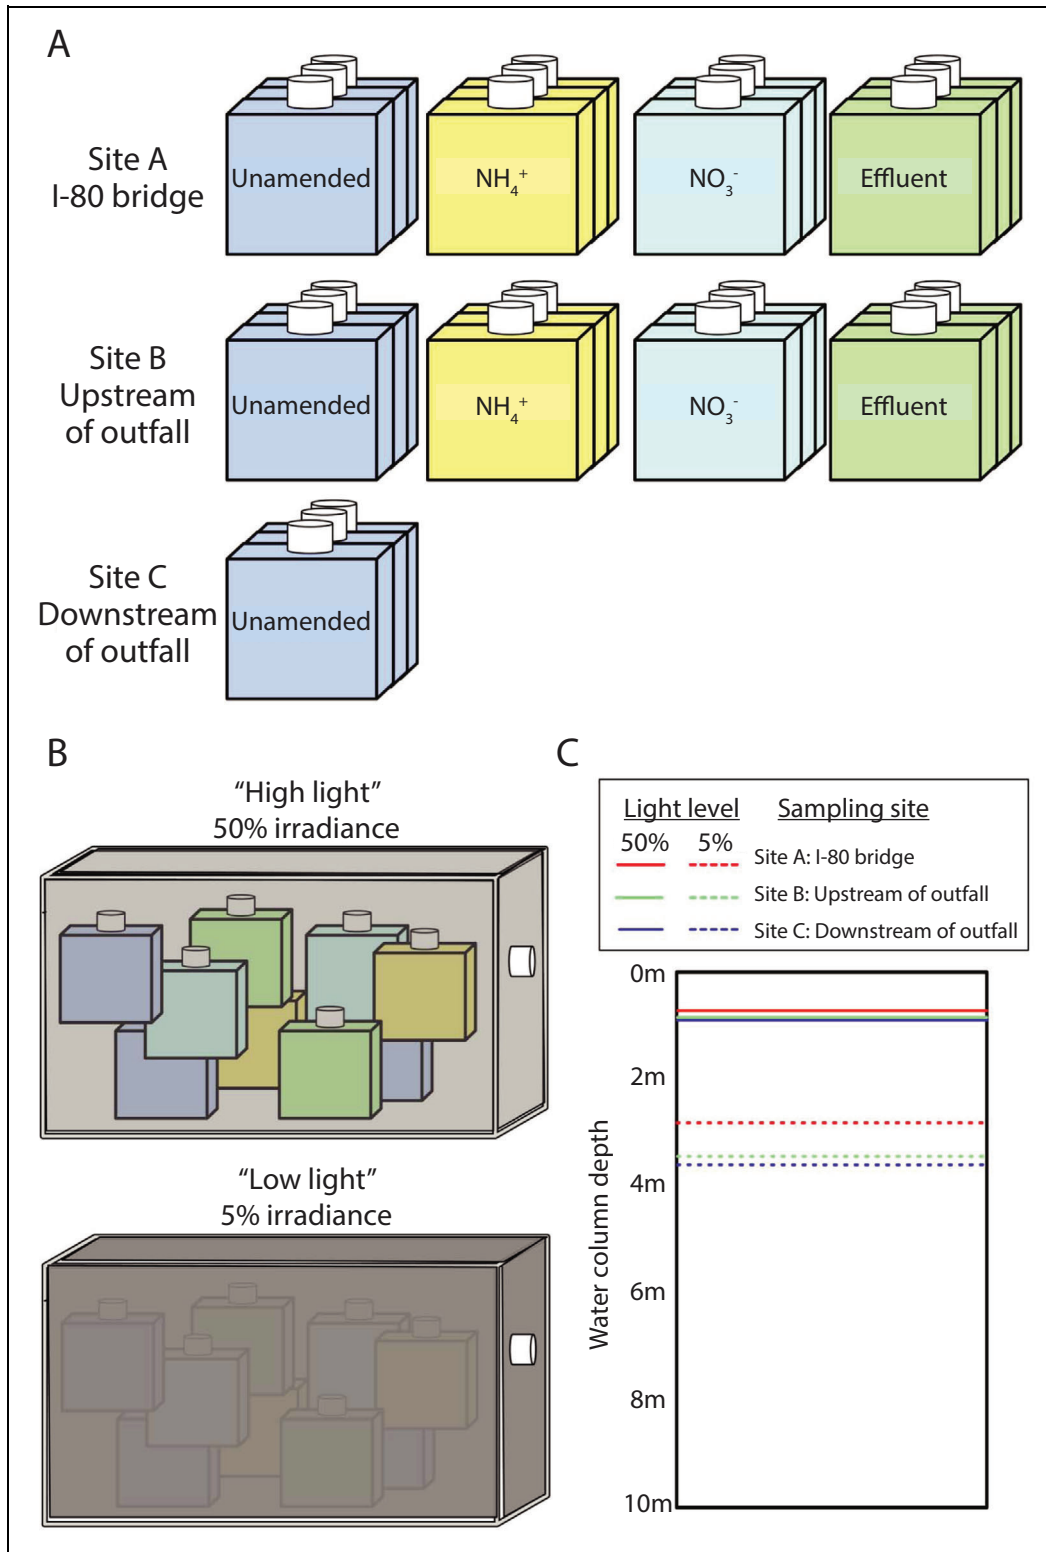 A
Site A
I-80 bridge
Unamended
NH₄⁺
NO₃⁻
Effluent
Site B
Upstream
of outfall
Unamended
NH₄⁺
NO₃⁻
Effluent
Site C
Downstream
of outfall
Unamended
B
“High light”
50% irradiance
“Low light”
5% irradiance
C
Light level Sampling site
50% 5%
Site A: I-80 bridge
Site B: Upstream of outfall
Site C: Downstream of outfall
Water column depth
0m
2m
4m
6m
8m
10m